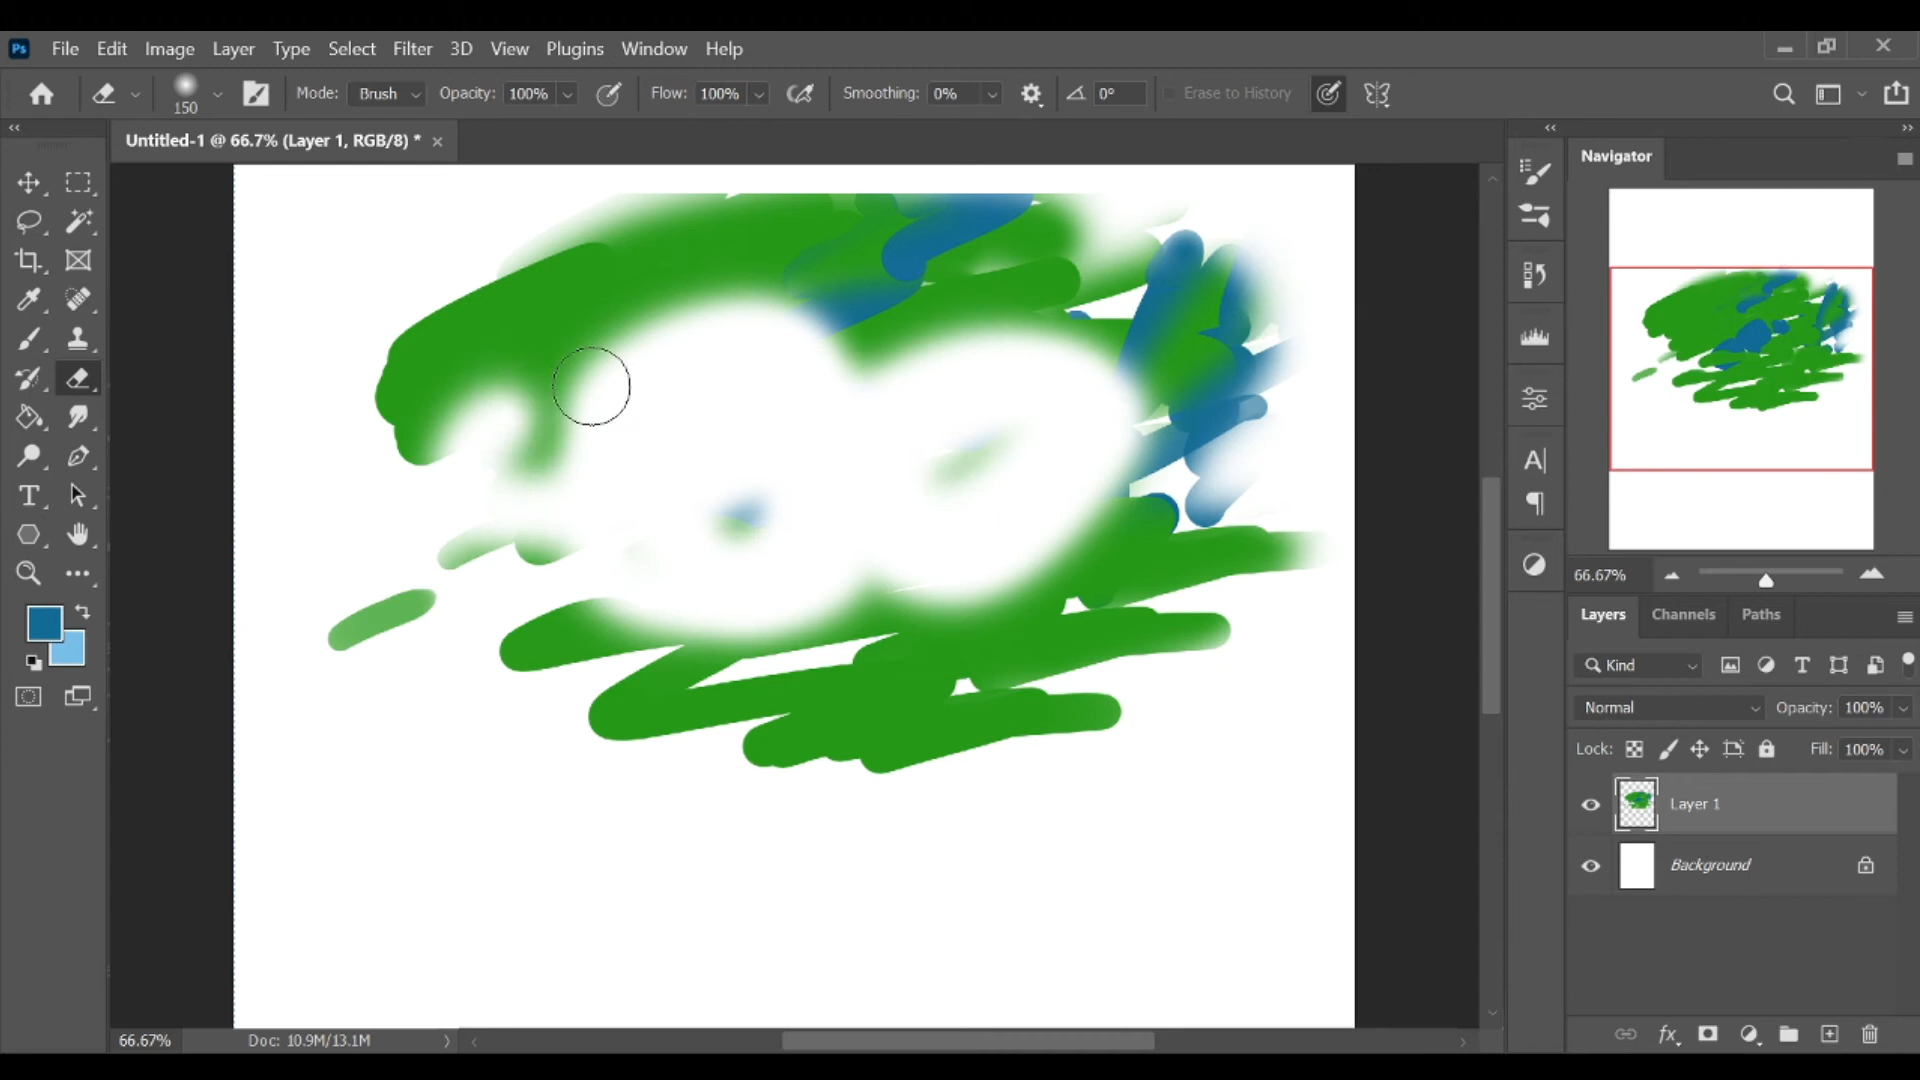 Ps File Edit Image Layer Type Select Filter 3D View Plugins Window Help
150 Mode: Brush Opacity: 100% Flow: 100% Smoothing: 0% 0° Erase to History
Untitled-1 @ 66.7% (Layer 1, RGB/8) *
Navigator
66.67%
Layers Channels Paths
Kind
Normal Opacity: 100%
Lock: Fill: 100%
Layer 1
Background
66.67% Doc: 10.9M/13.1M